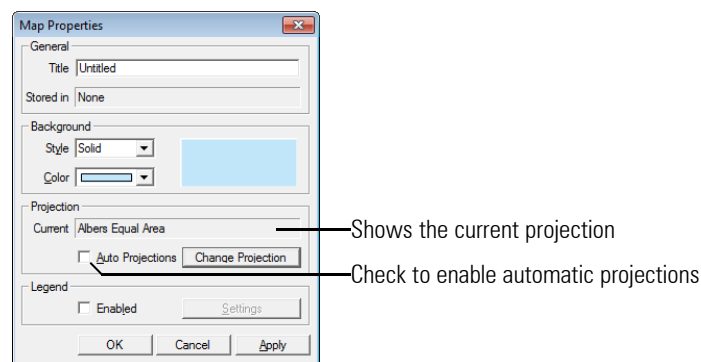 Map Properties
General
Title Untitled
Stored in None
Background
Style Solid
Color
Projection
Current Albers Equal Area
Shows the current projection
Auto Projections Change Projection
Check to enable automatic projections
Legend
Enabled Settings
OK Cancel Apply